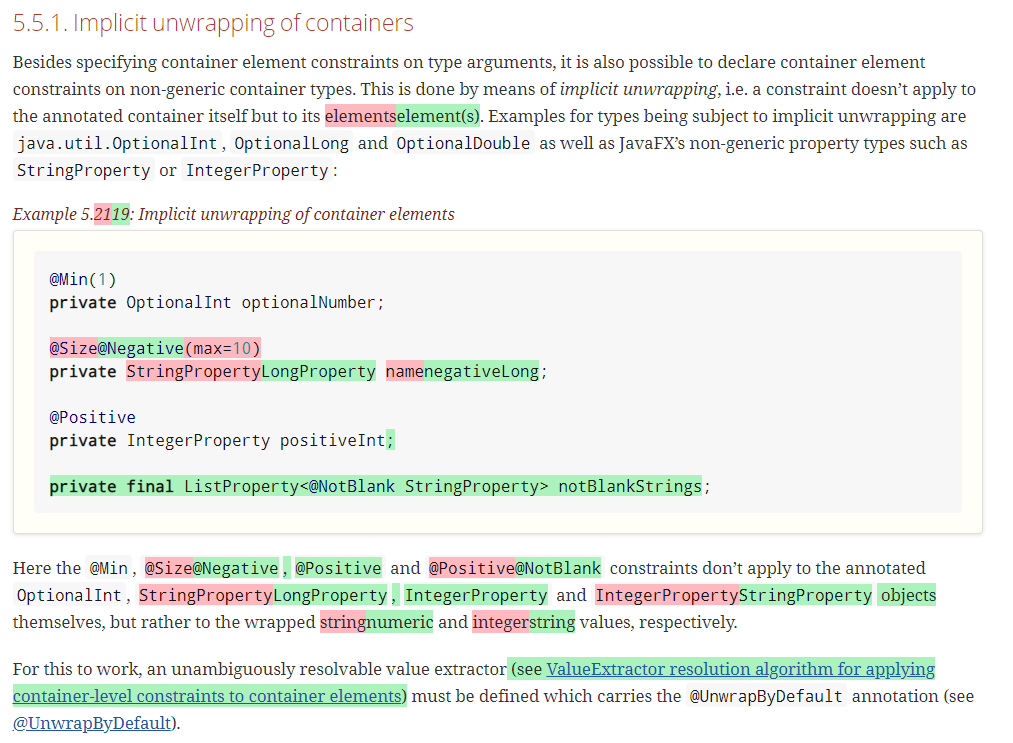 5.5.1. Implicit unwrapping of containers
Besides specifying container element constraints on type arguments, it is also possible to declare container element
constraints on non-generic container types. This is done by means of implicit unwrapping, i.e. a constraint doesn’t apply to
the annotated container itself but to its elementselement(s). Examples for types being subject to implicit unwrapping are
java.util.OptionalInt, OptionalLong and OptionalDouble as well as JavaFX’s non-generic property types such as
StringProperty or IntegerProperty:
Example 5.2119: Implicit unwrapping of container elements
@Min(1)
private OptionalInt optionalNumber;
@Size@Negative(max=10)
private StringPropertyLongProperty namenegativeLong;
@Positive
private IntegerProperty positiveInt;
private final ListProperty<@NotBlank StringProperty> notBlankStrings;
Here the @Min, @Size@Negative, @Positive and @Positive@NotBlank constraints don’t apply to the annotated
OptionalInt, StringPropertyLongProperty, IntegerProperty and IntegerPropertyStringProperty objects
themselves, but rather to the wrapped stringnumeric and integerstring values, respectively.
For this to work, an unambiguously resolvable value extractor (see ValueExtractor resolution algorithm for applying
container-level constraints to container elements) must be defined which carries the @UnwrapByDefault annotation (see
@UnwrapByDefault).